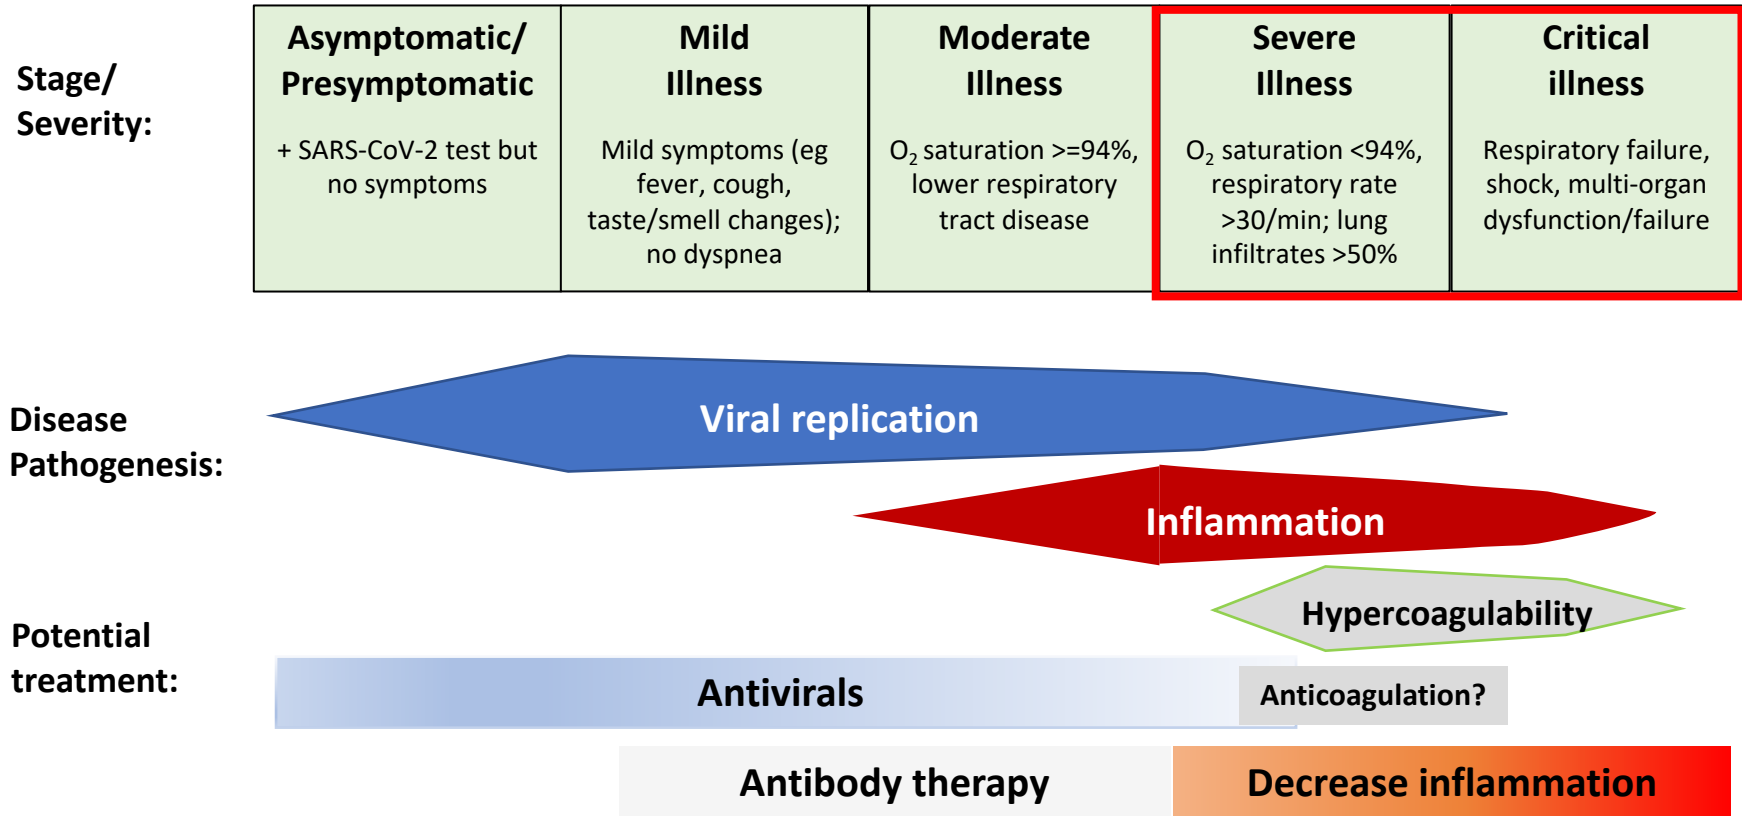 Stage/
Severity:
Asymptomatic/
Presymptomatic
+ SARS-CoV-2 test but
no symptoms
Mild
Illness
Mild symptoms (eg
fever, cough,
taste/smell changes);
no dyspnea
Moderate
Illness
O₂ saturation >=94%,
lower respiratory
tract disease
Severe
Illness
O₂ saturation <94%,
respiratory rate
>30/min; lung
infiltrates >50%
Critical
illness
Respiratory failure,
shock, multi-organ
dysfunction/failure
Disease
Pathogenesis:
Viral replication
Inflammation
Hypercoagulability
Potential
treatment:
Antivirals
Anticoagulation?
Antibody therapy
Decrease inflammation